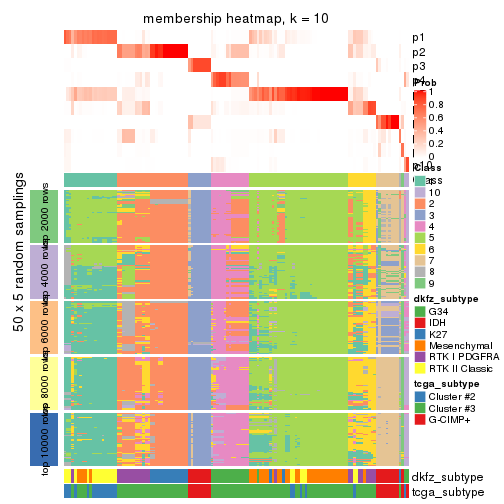 membership heatmap, k = 10
p1
p2
p3
p4
Prob
1
0.8
0.6
0.4
0.2
0
p10
Class
Class
1
10
2
3
4
5
6
7
8
9
50 x 5 random samplings
top 2000 rows
top 4000 rows
top 6000 rows
top 8000 rows
top 10000 rows
dkfz_subtype
G34
IDH
K27
Mesenchymal
RTK I PDGFRA
RTK II Classic
tcga_subtype
Cluster #2
Cluster #3
G-CIMP+
dkfz_subtype
tcga_subtype